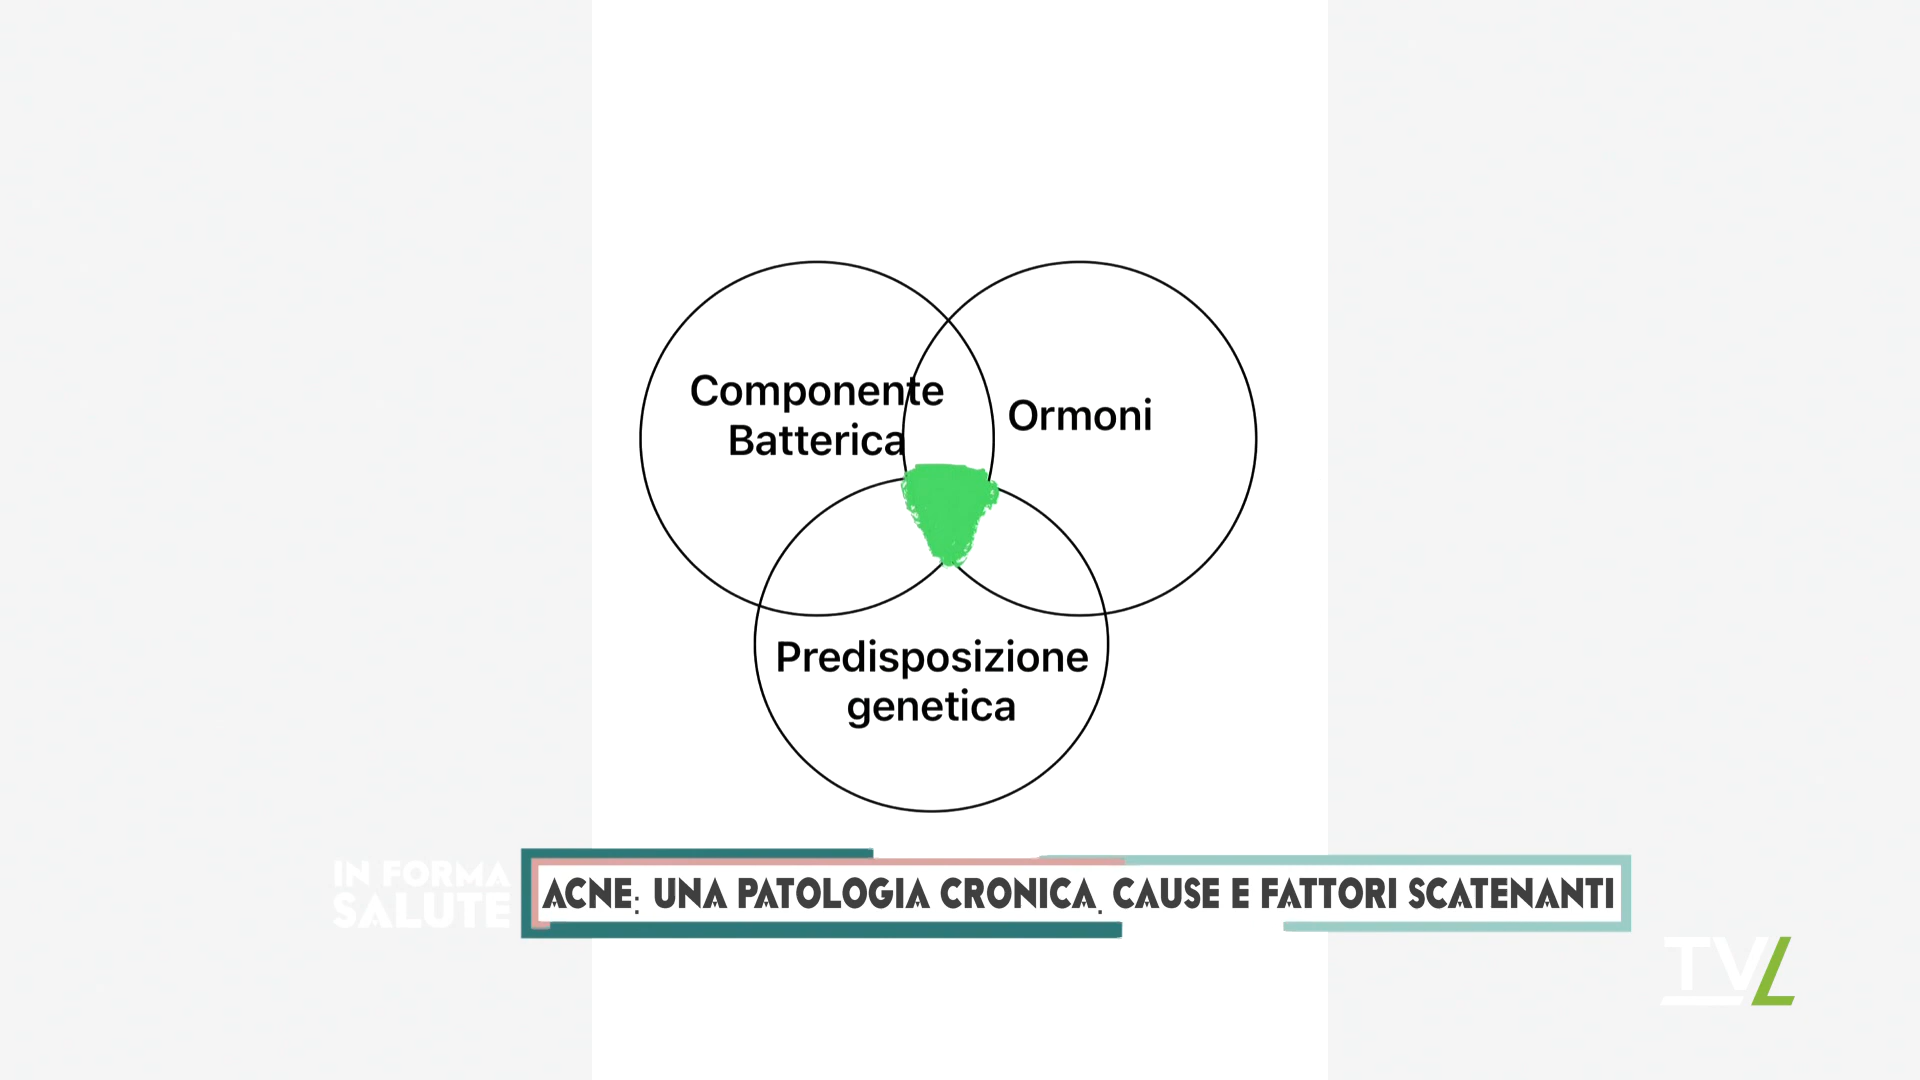 Componente
Batterica
Ormoni
Predisposizione
genetica
IN FORMA
SALUTE
ACNE: UNA PATOLOGIA CRONICA. CAUSE E FATTORI SCATENANTI
TVL